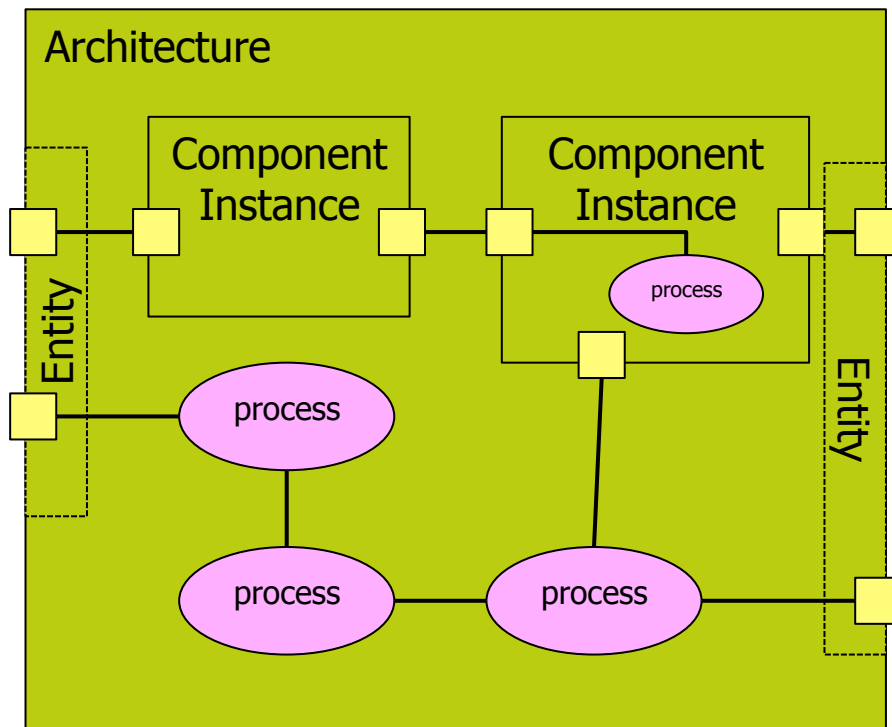 Architecture
Component
Instance
Component
Instance
process
Entity
Entity
process
process
process